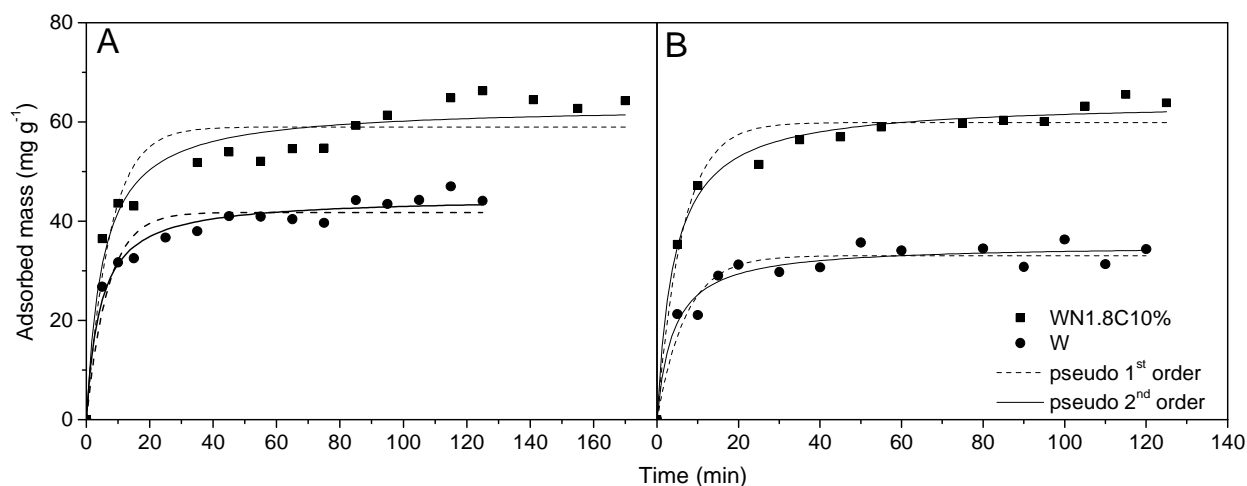 A
B
80
60
40
20
0
Adsorbed mass (mg g⁻¹)
WN1.8C10%
W
pseudo 1ˢᵗ order
pseudo 2ⁿᵈ order
0 20 40 60 80 100 120 140 160
0 20 40 60 80 100 120 140
Time (min)